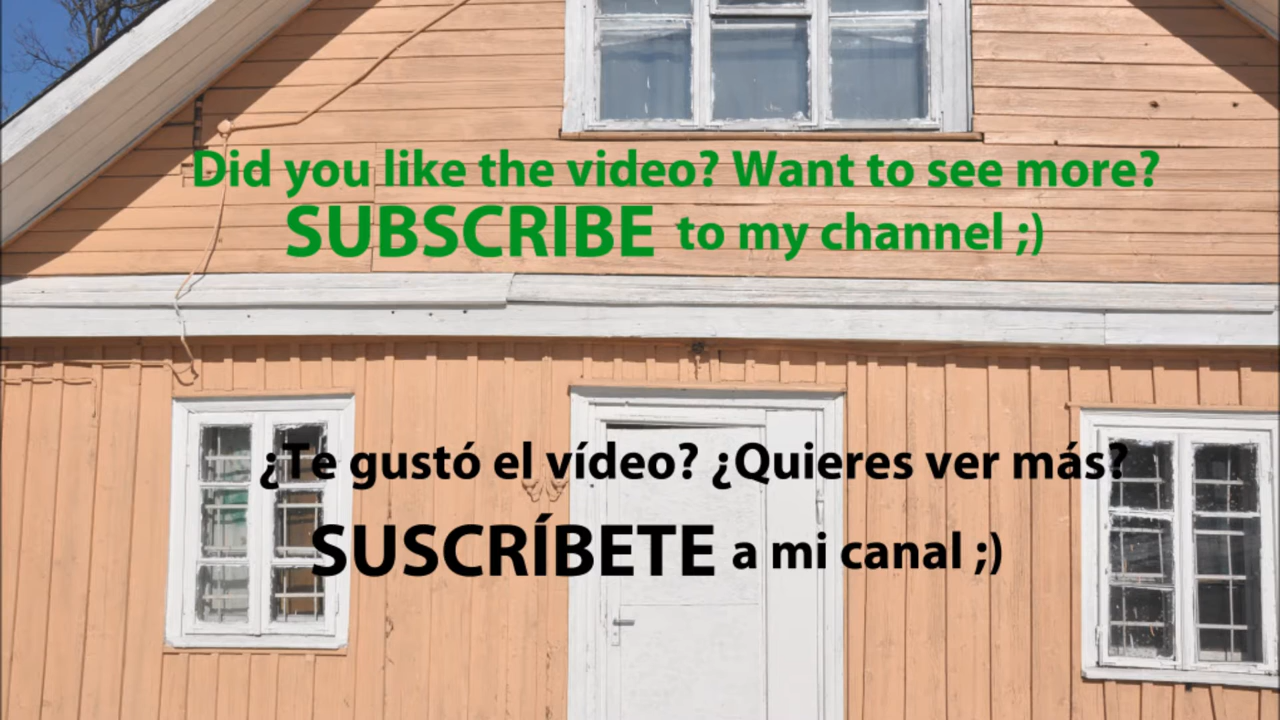 Did you like the video? Want to see more?
SUBSCRIBE to my channel ;)
¿Te gustó el vídeo? ¿Quieres ver más?
SUSCRÍBETE a mi canal ;)